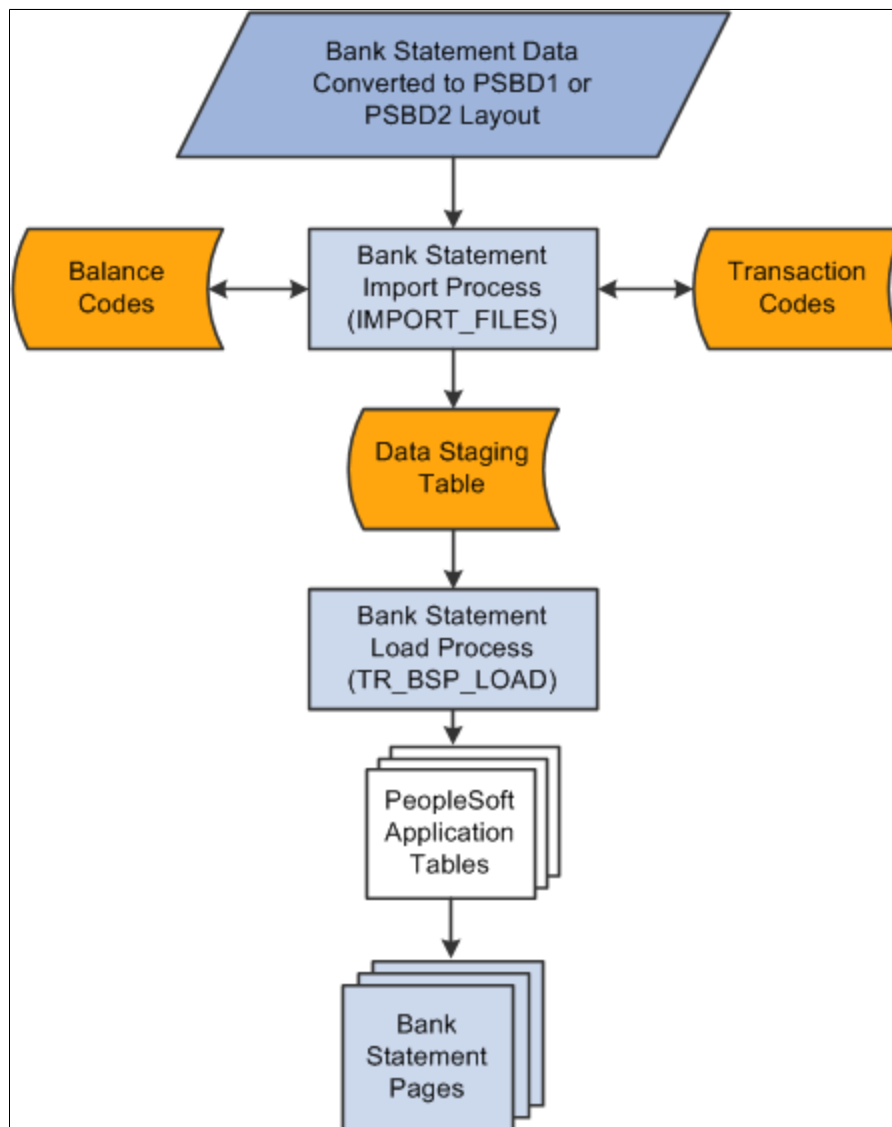 Bank Statement Data
Converted to PSBD1 or
PSBD2 Layout
Balance
Codes
Bank Statement
Import Process
(IMPORT_FILES)
Transaction
Codes
Data Staging
Table
Bank Statement
Load Process
(TR_BSP_LOAD)
PeopleSoft
Application
Tables
Bank
Statement
Pages